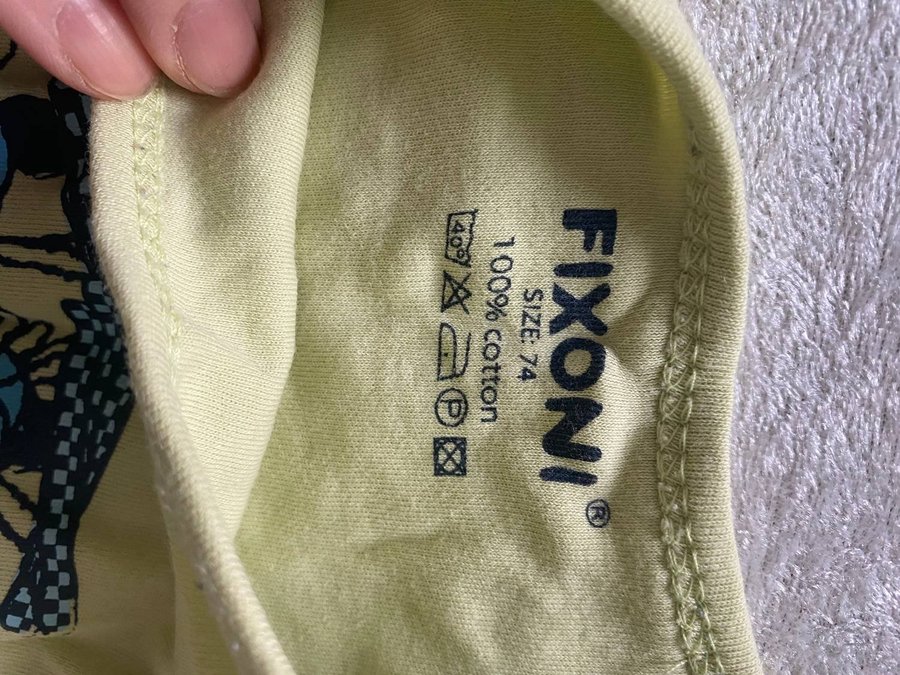 FIXONI®
SIZE: 74
100% cotton
40° P